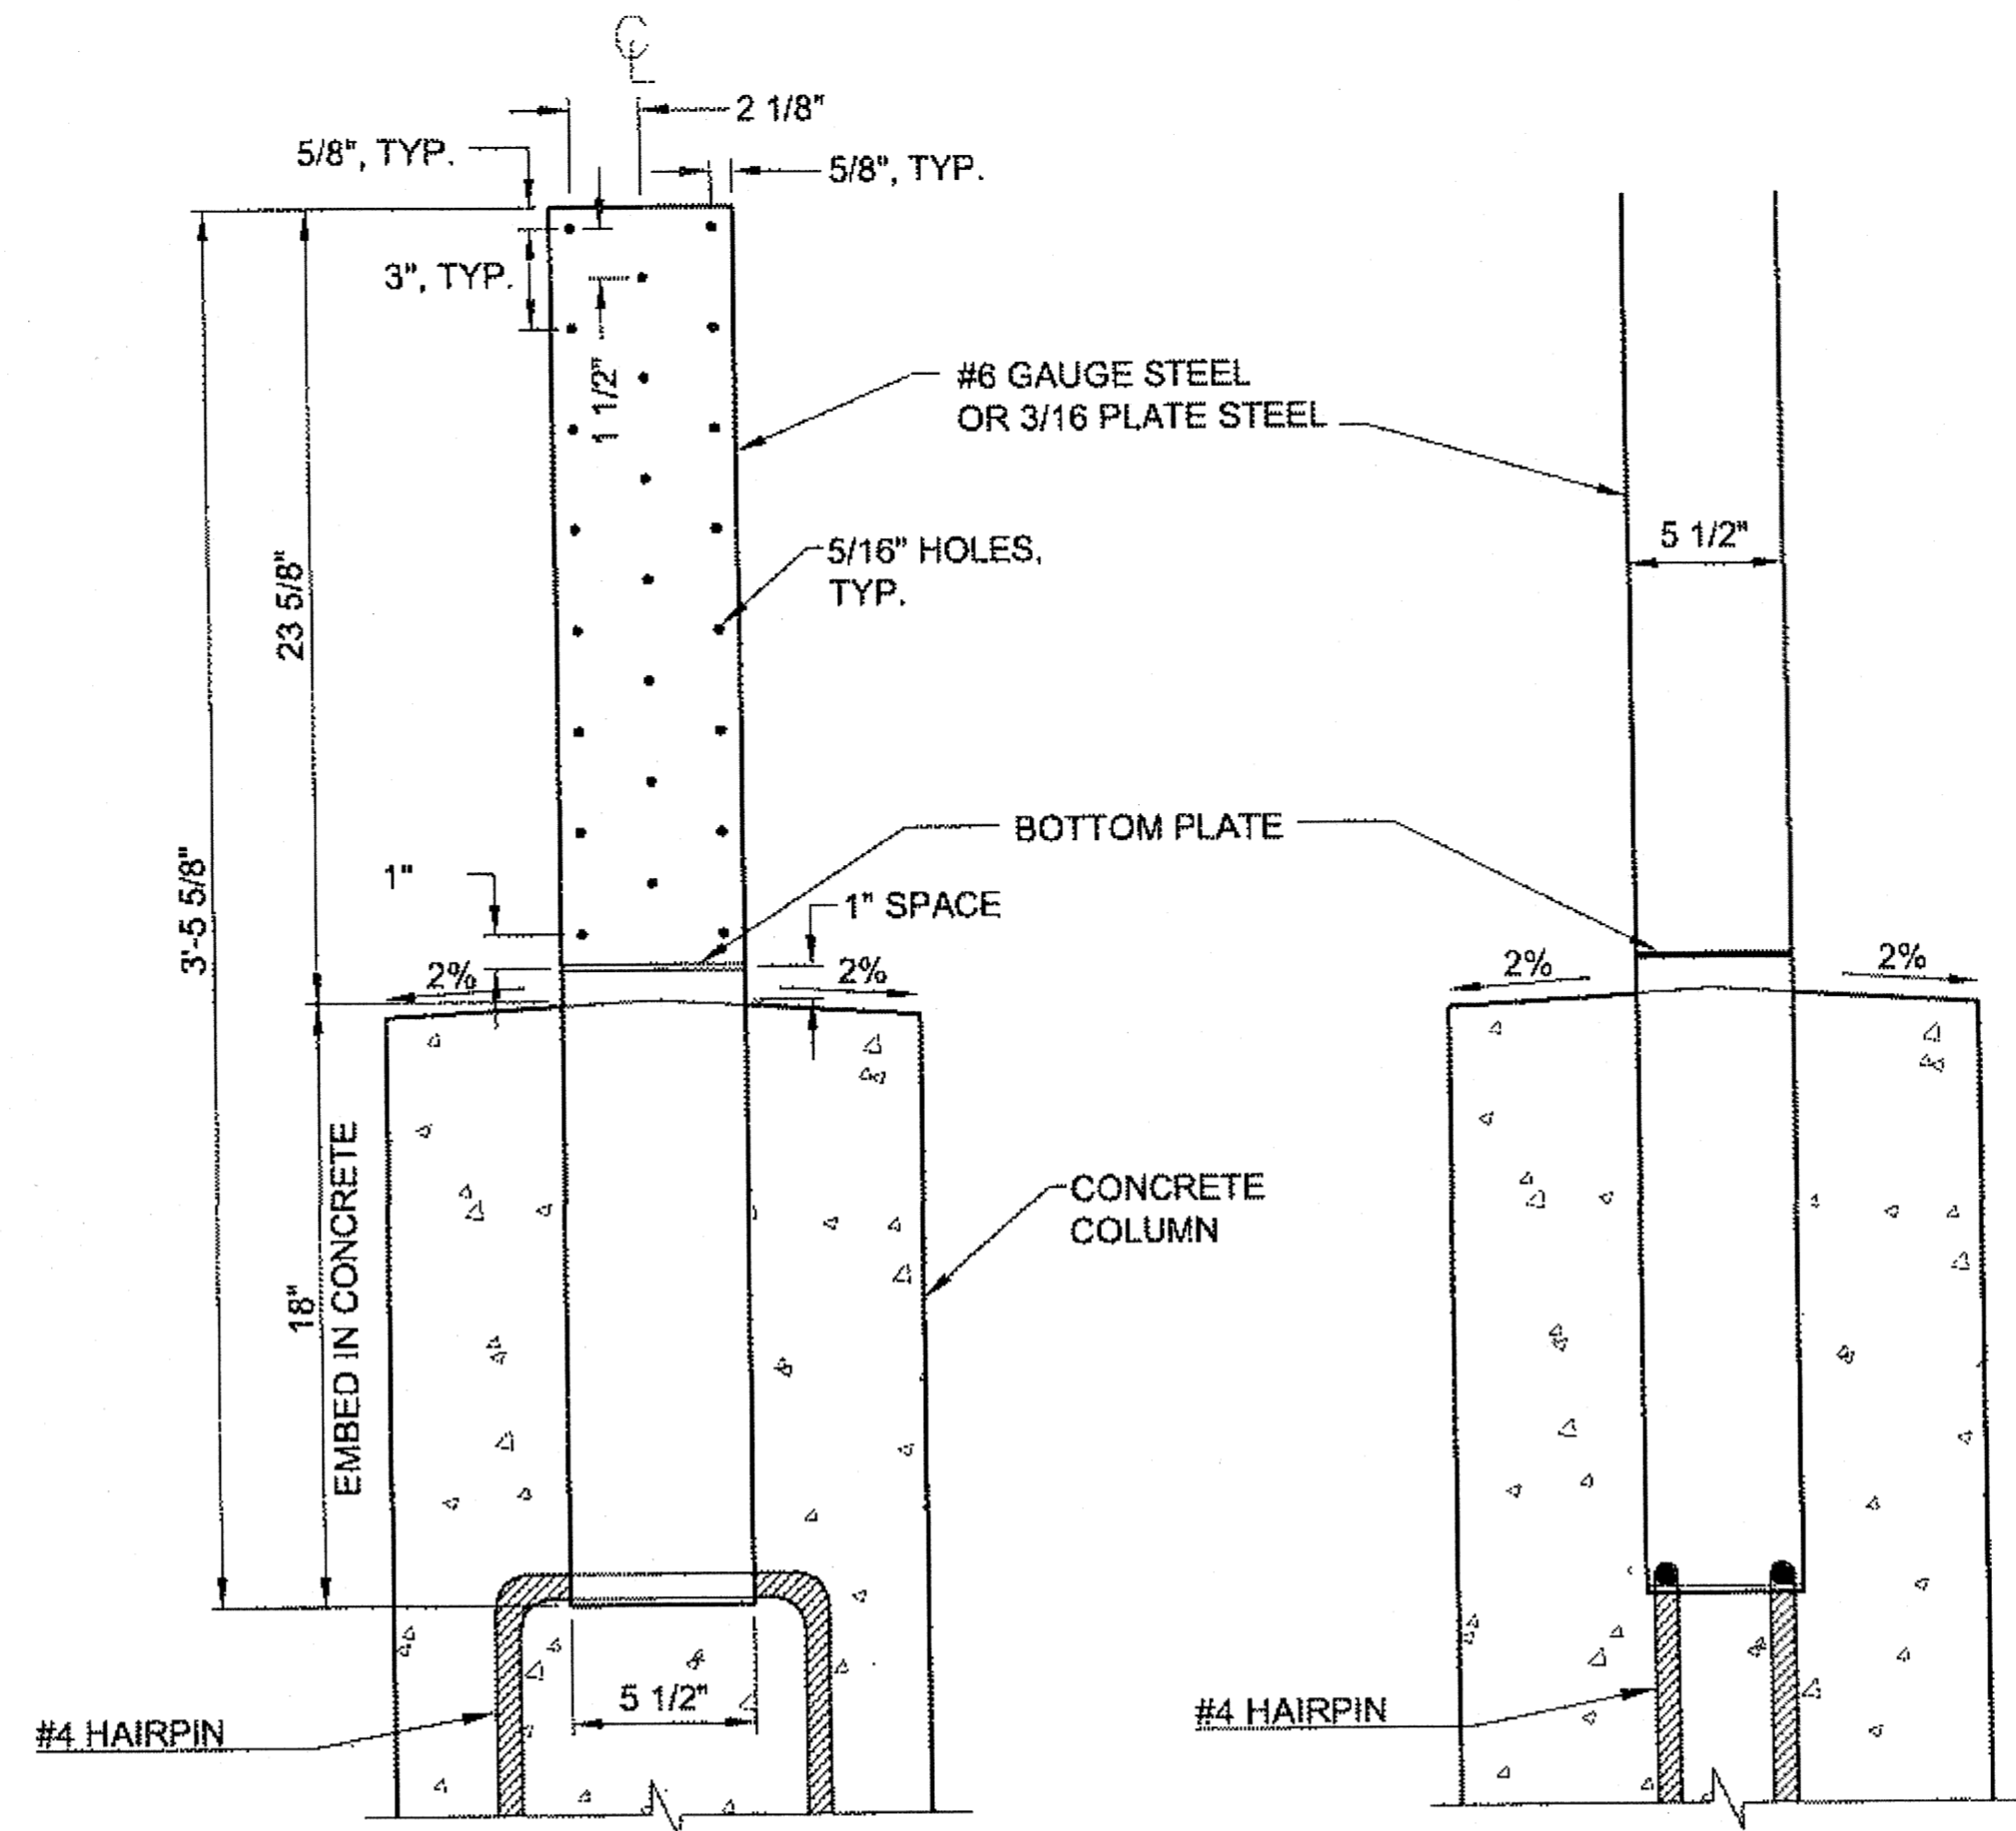 ℄
2 1/8"
5/8", TYP.
5/8", TYP.
3", TYP.
1 1/2"
#6 GAUGE STEEL
OR 3/16 PLATE STEEL
5/16" HOLES,
TYP.
5 1/2"
23 5/8"
3'-5 5/8"
BOTTOM PLATE
1"
1" SPACE
2%
2%
2%
2%
18"
EMBED IN CONCRETE
CONCRETE
COLUMN
5 1/2"
#4 HAIRPIN
#4 HAIRPIN